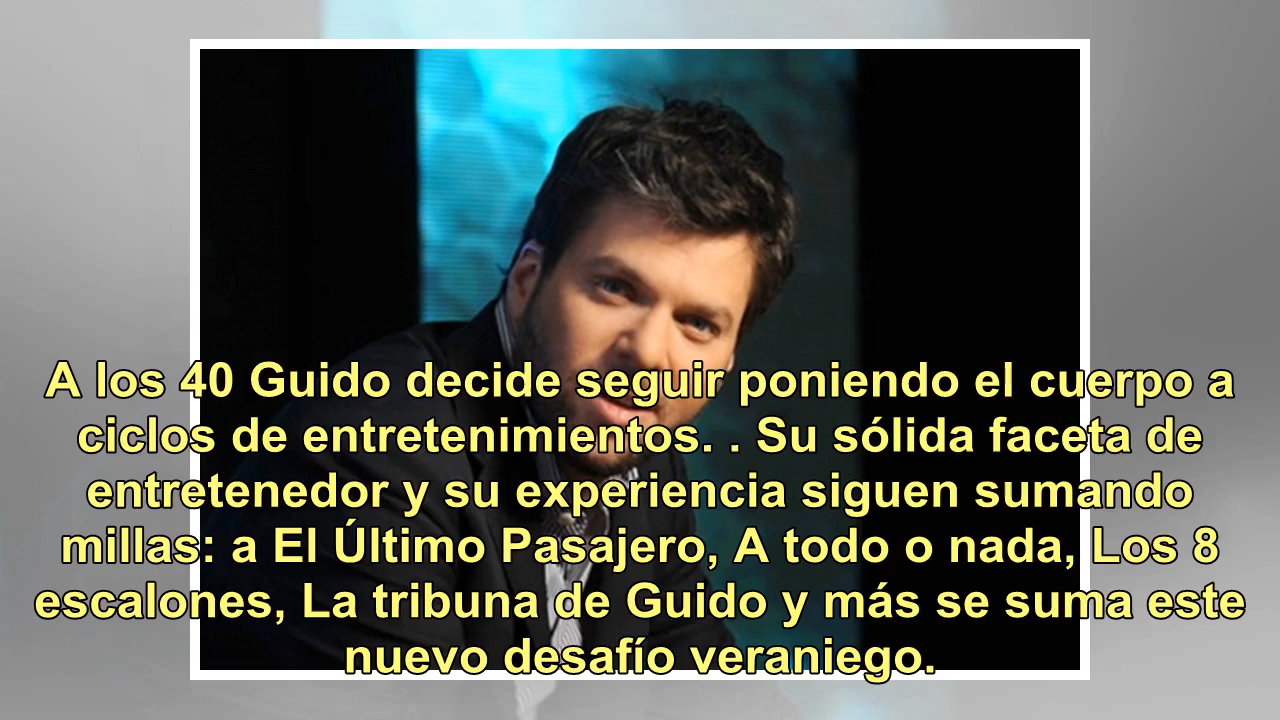 A los 40 Guido decide seguir poniendo el cuerpo a
ciclos de entretenimientos. . Su sólida faceta de
entretenedor y su experiencia siguen sumando
millas: a El Último Pasajero, A todo o nada, Los 8
escalones, La tribuna de Guido y más se suma este
nuevo desafío veraniego.